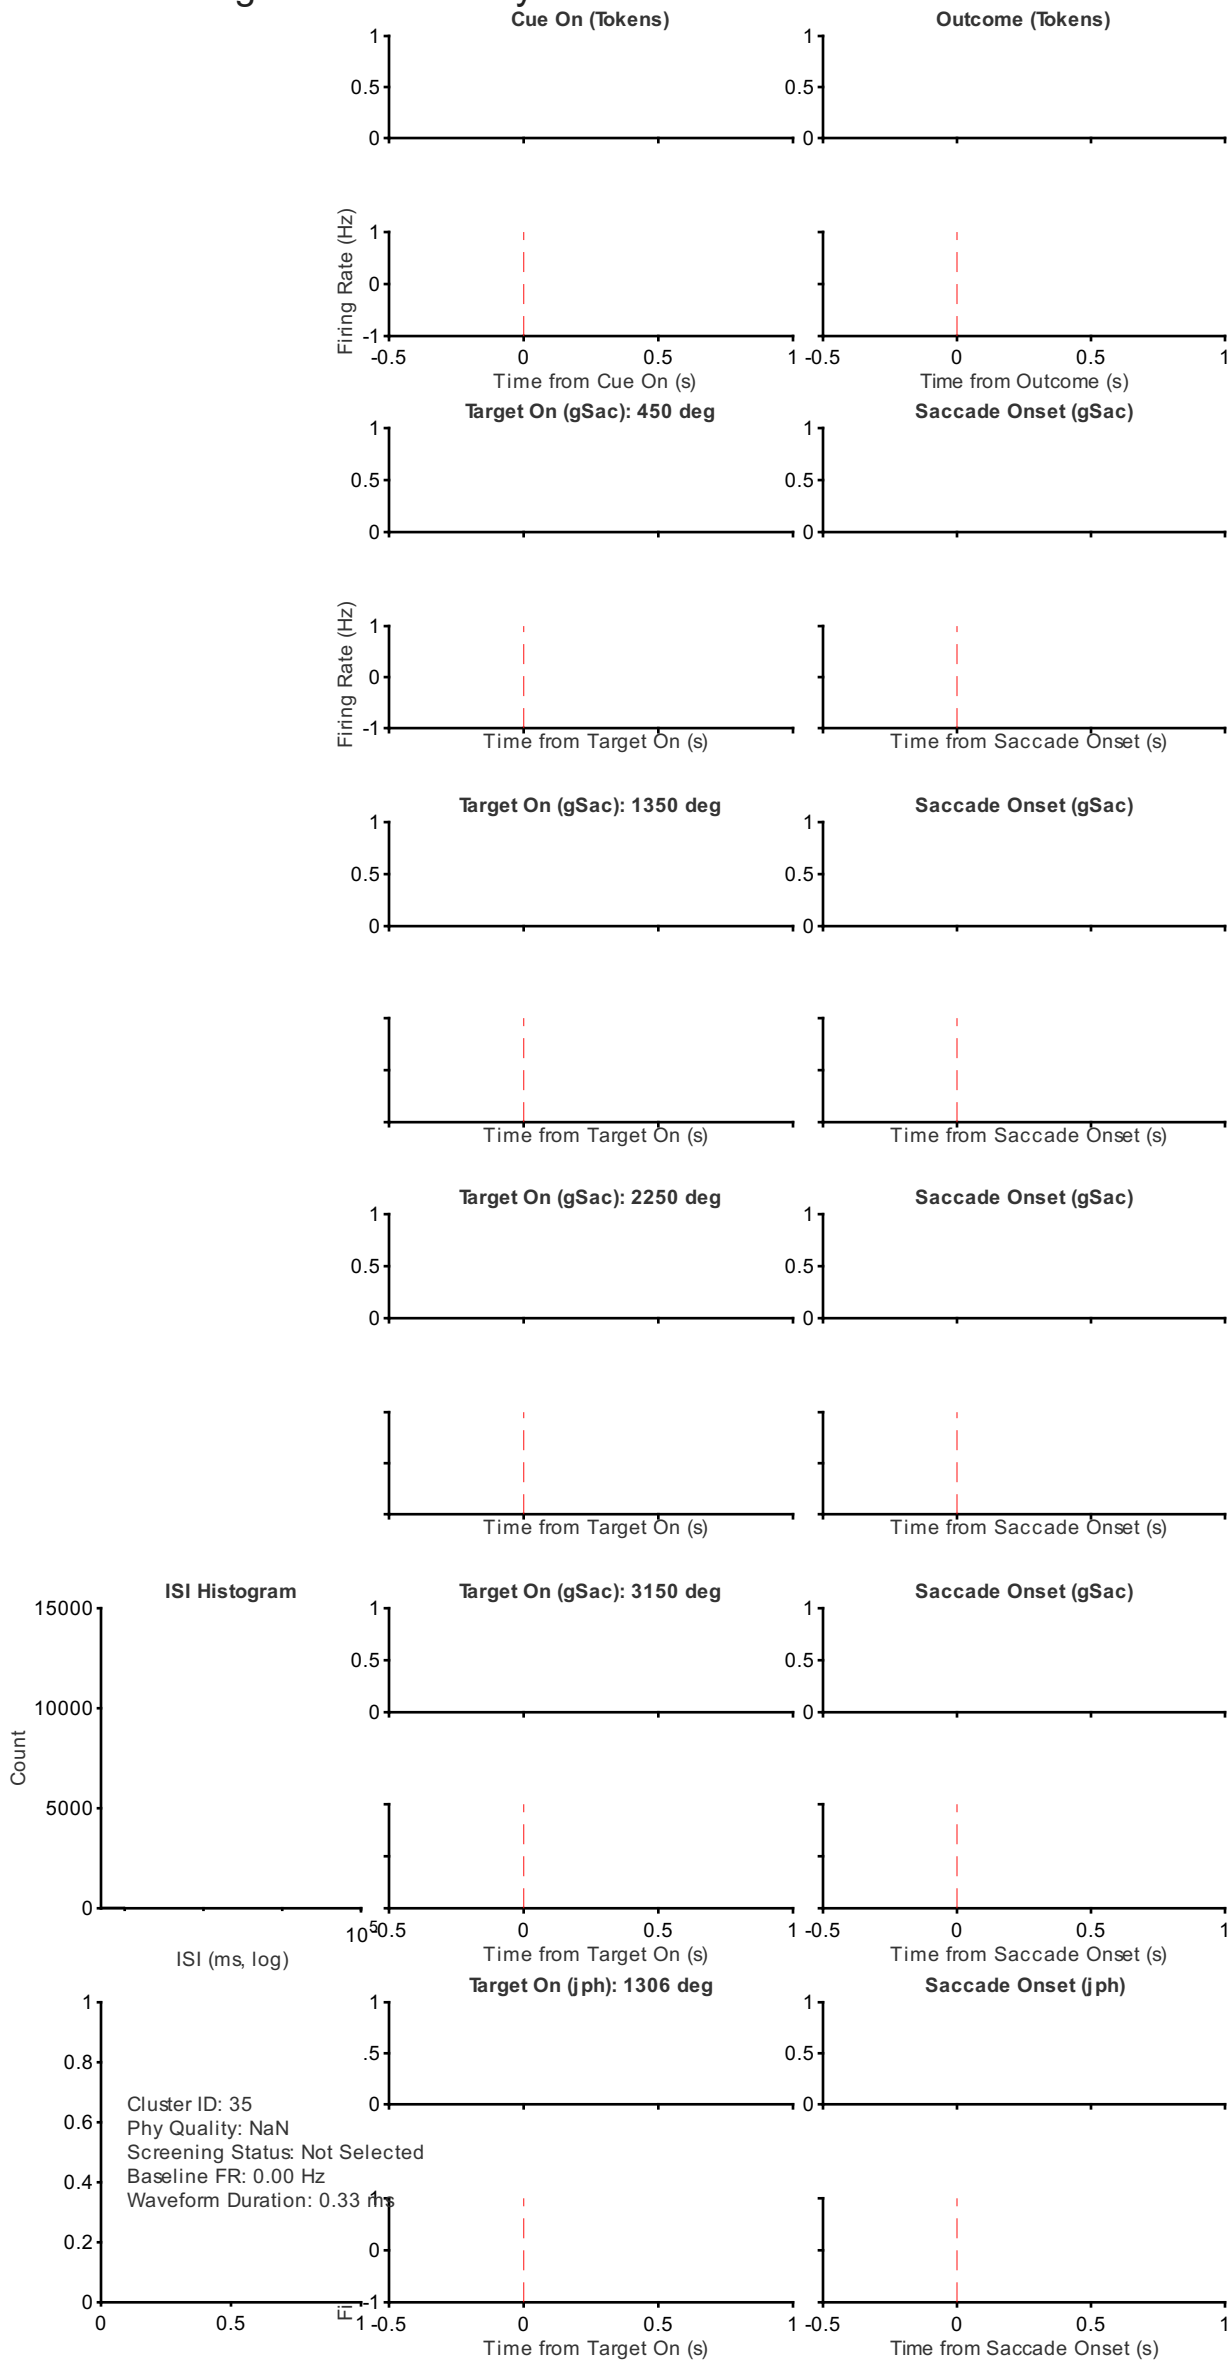 Cue On (Tokens)
Outcome (Tokens)
1
0.5
0
1
0.5
0
Firing Rate (Hz)
1
0
-1
-0.5
0
0.5
1
-0.5
0
0.5
1
Time from Cue On (s)
Time from Outcome (s)
Target On (gSac): 450 deg
Saccade Onset (gSac)
1
0.5
0
1
0.5
0
Firing Rate (Hz)
1
0
-1
Time from Target On (s)
Time from Saccade Onset (s)
Target On (gSac): 1350 deg
Saccade Onset (gSac)
1
0.5
0
1
0.5
0
Time from Target On (s)
Time from Saccade Onset (s)
Target On (gSac): 2250 deg
Saccade Onset (gSac)
1
0.5
0
1
0.5
0
Time from Target On (s)
Time from Saccade Onset (s)
ISI Histogram
15000
10000
5000
0
Count
10⁵
ISI (ms, log)
Target On (gSac): 3150 deg
Saccade Onset (gSac)
1
0.5
0
1
0.5
0
0.5
0
0.5
1
-0.5
0
0.5
1
Time from Target On (s)
Time from Saccade Onset (s)
Target On (jph): 1306 deg
Saccade Onset (jph)
1
.5
0
1
0.5
0
1
0.8
0.6
0.4
0.2
0
0
0.5
1
Cluster ID: 35
Phy Quality: NaN
Screening Status: Not Selected
Baseline FR: 0.00 Hz
Waveform Duration: 0.33 ms
1
0
-1
Fi
-0.5
0
0.5
1
-0.5
0
0.5
1
Time from Target On (s)
Time from Saccade Onset (s)